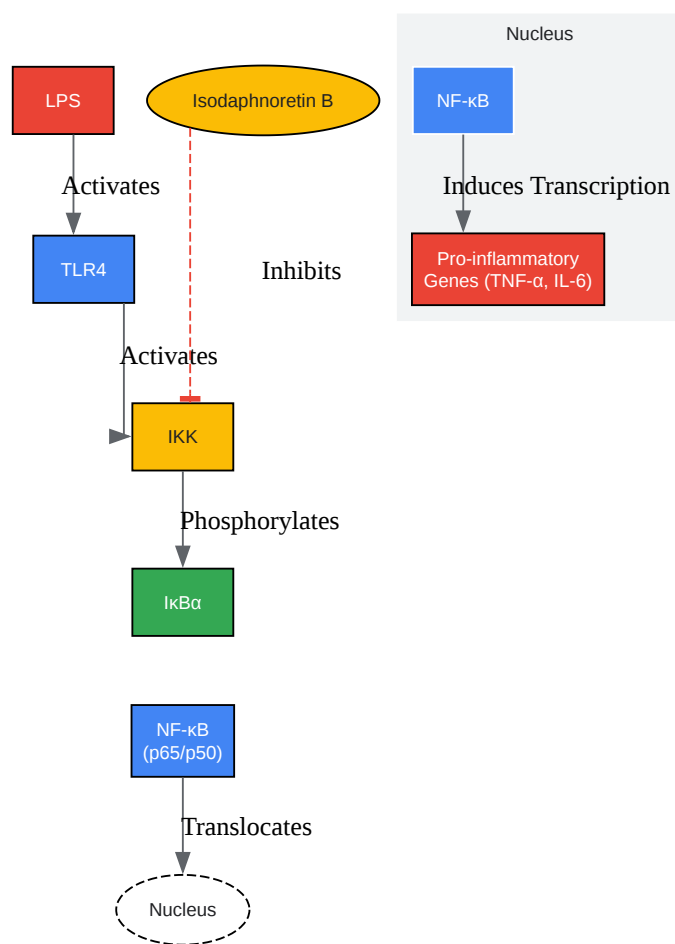 Nucleus
LPS
Isodaphnoretin B
NF-κB
Activates
Induces Transcription
TLR4
Inhibits
Pro-inflammatory
Genes (TNF-α, IL-6)
Activates
IKK
Phosphorylates
IκBα
NF-κB
(p65/p50)
Translocates
Nucleus